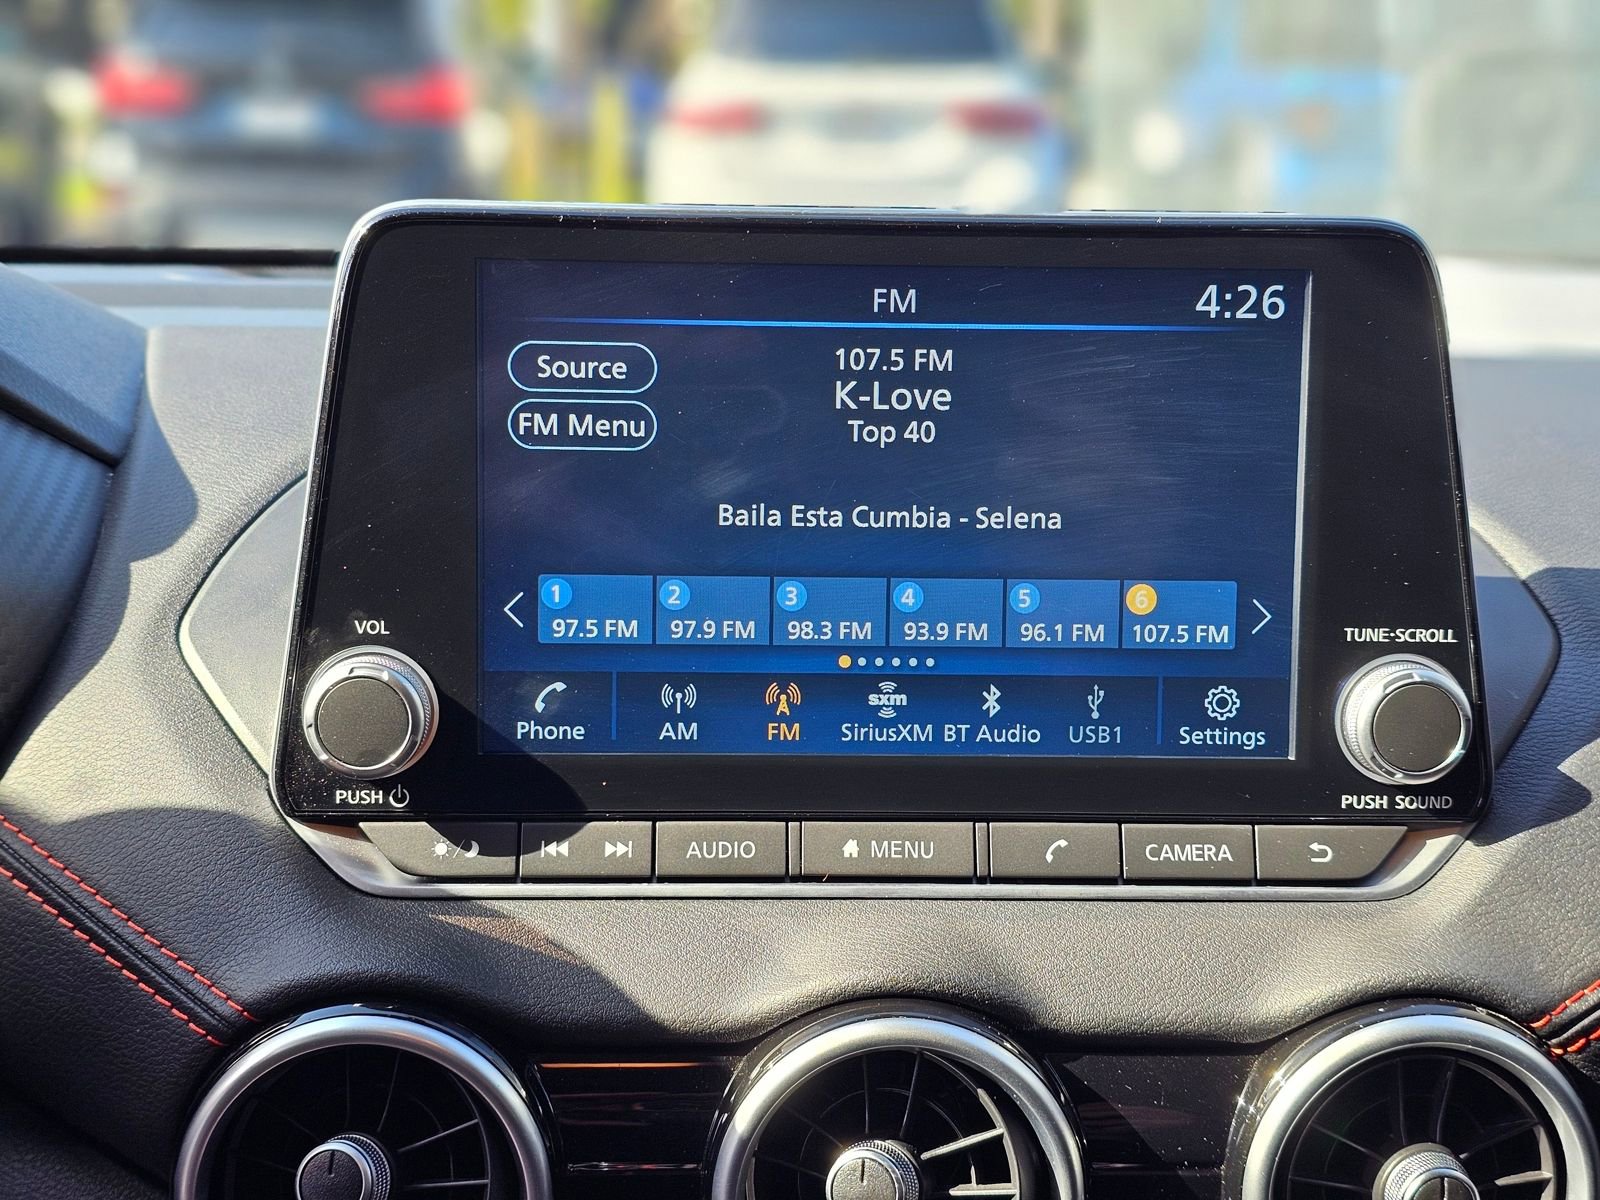 FM 4:26
Source
FM Menu
107.5 FM
K-Love
Top 40
Baila Esta Cumbia - Selena
1 2 3 4 5 6
97.5 FM 97.9 FM 98.3 FM 93.9 FM 96.1 FM 107.5 FM
sxm
Phone AM FM SiriusXM BT Audio USB1 Settings
VOL
PUSH
TUNE·SCROLL
PUSH SOUND
AUDIO MENU CAMERA